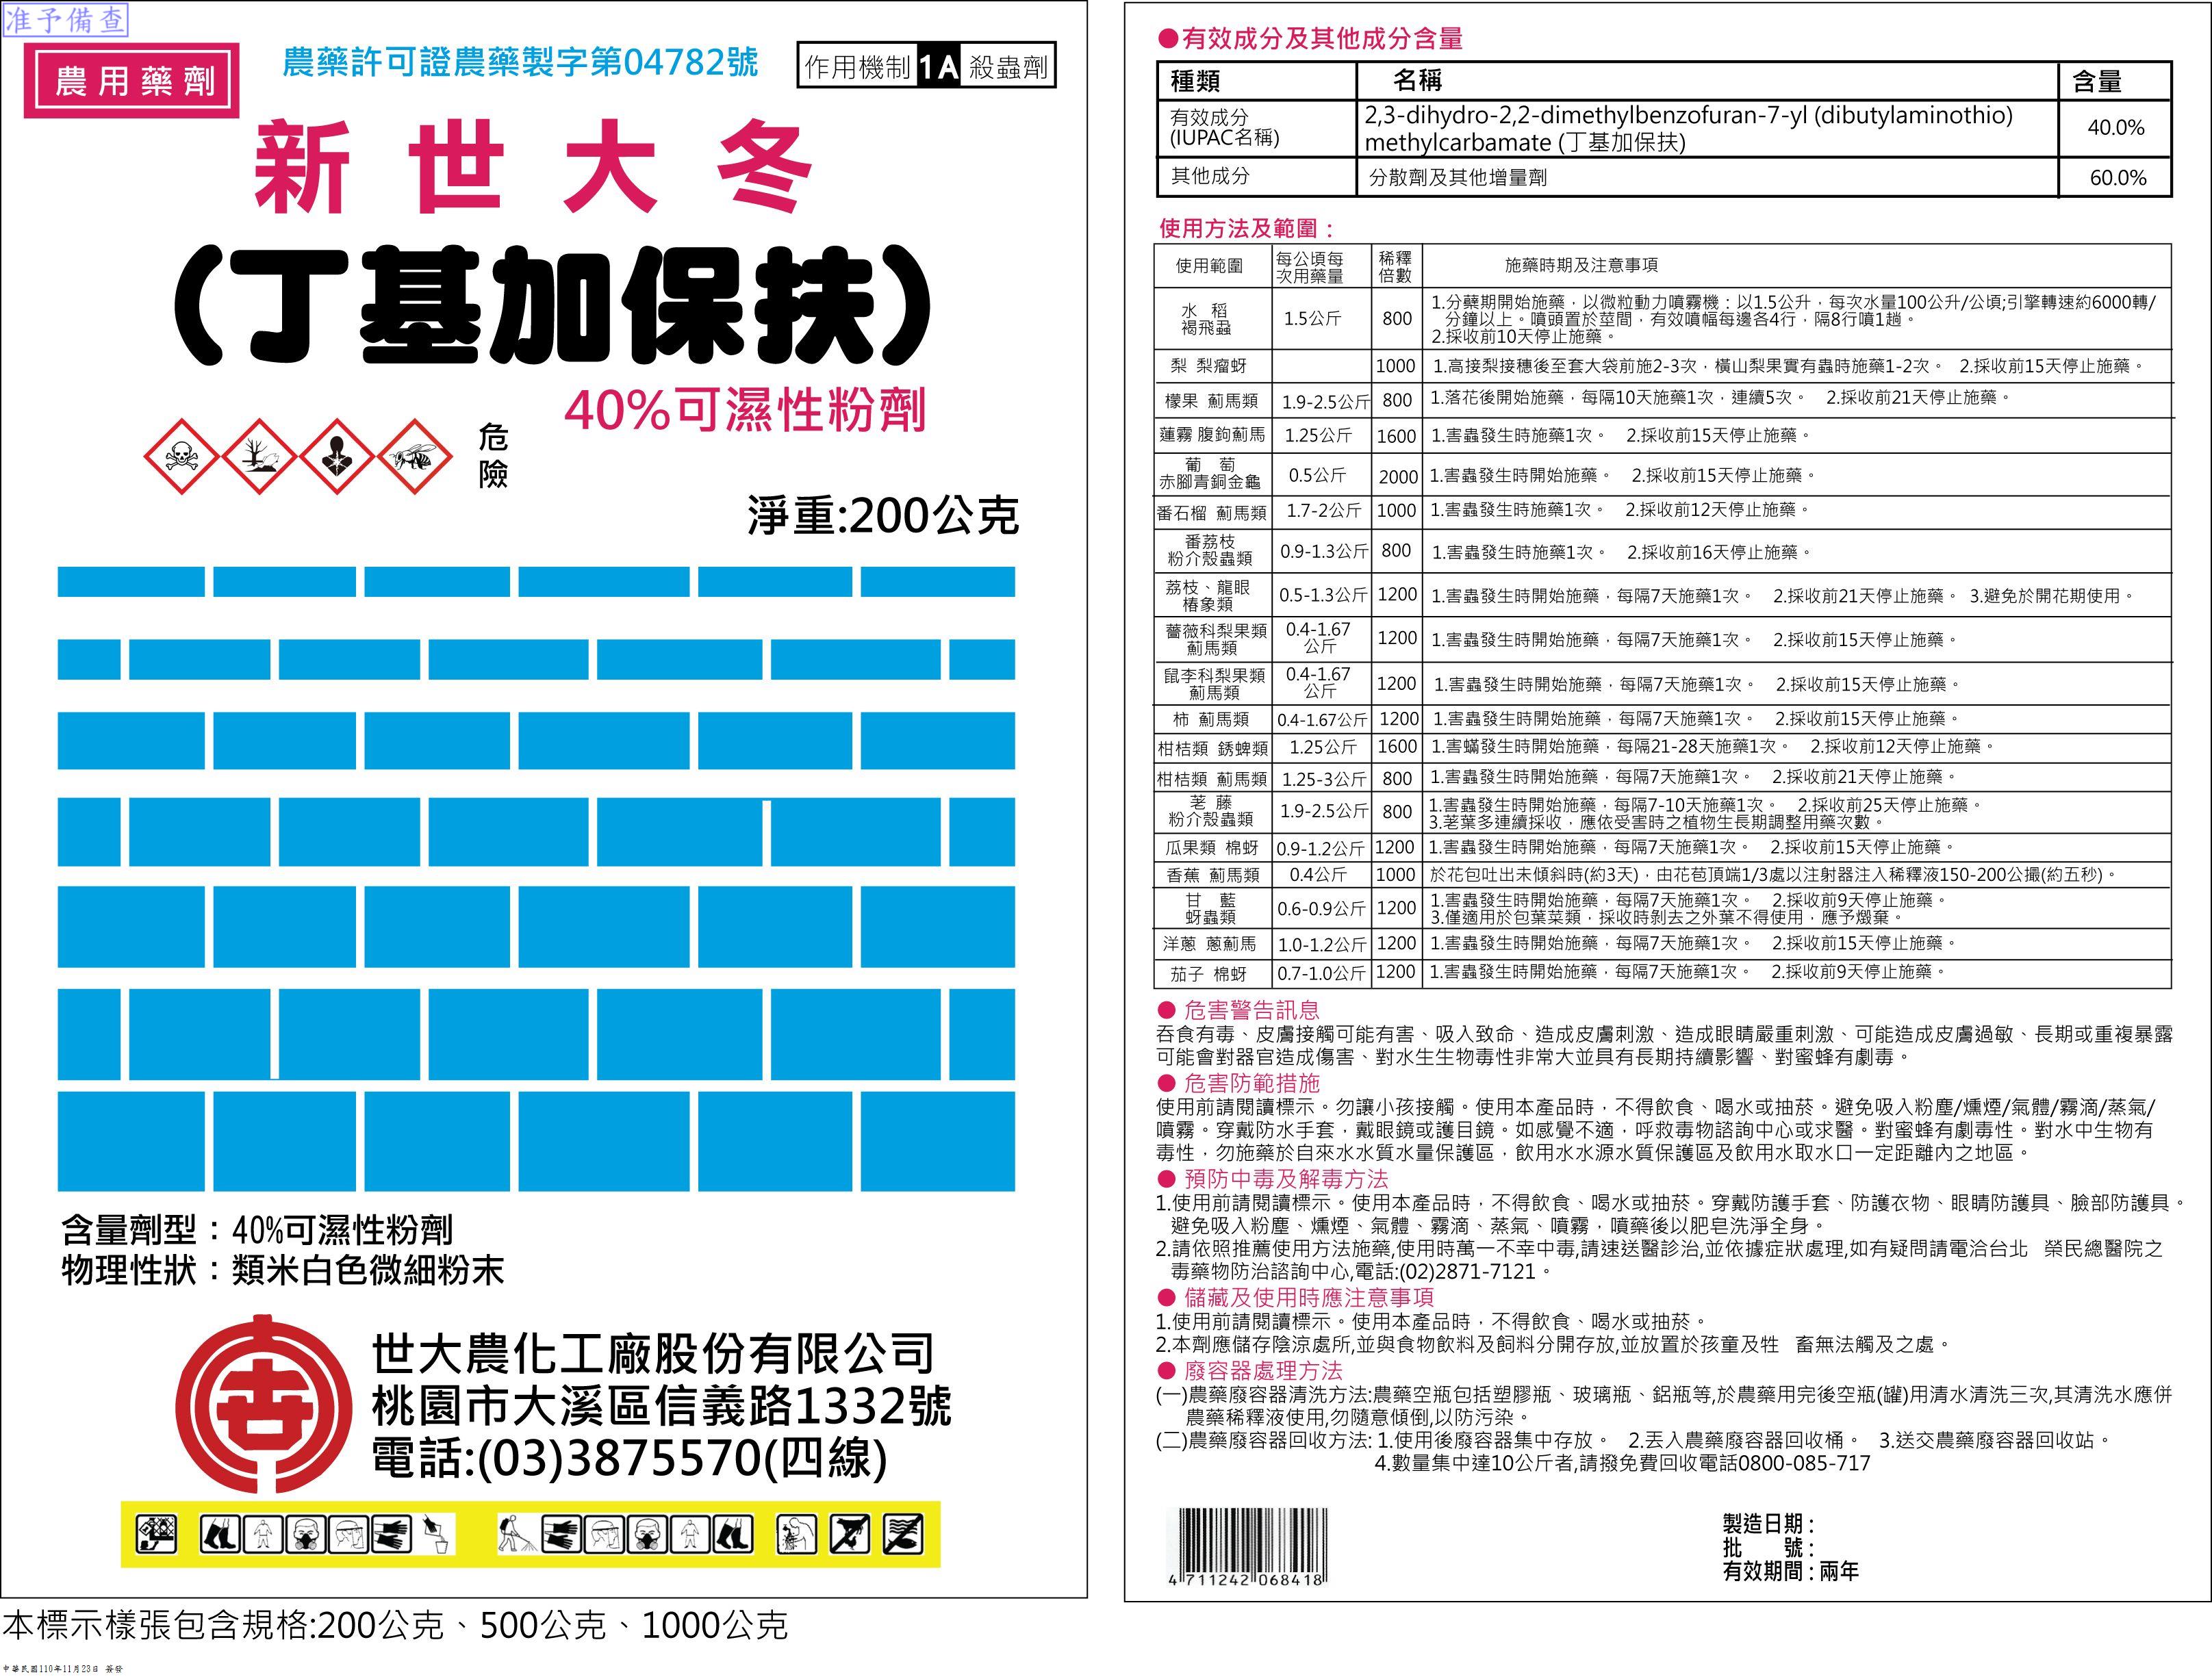 准予備查
農用藥劑
農藥許可證農藥製字第04782號
作用機制 1A 殺蟲劑
新世大冬
(丁基加保扶)
40%可濕性粉劑
危險
淨重:200公克
含量劑型：40%可濕性粉劑
物理性狀：類米白色微細粉末
世大農化工廠股份有限公司
桃園市大溪區信義路1332號
電話:(03)3875570(四線)
本標示樣張包含規格:200公克、500公克、1000公克
中華民國110年11月23日 簽發
●有效成分及其他成分含量
種類 名稱 含量
有效成分
(IUPAC名稱)
2,3-dihydro-2,2-dimethylbenzofuran-7-yl (dibutylaminothio)
methylcarbamate (丁基加保扶)
40.0%
其他成分 分散劑及其他增量劑 60.0%
使用方法及範圍：
使用範圍 每公頃每次用藥量 稀釋倍數 施藥時期及注意事項
水 稻
褐飛蝨
1.5公斤 800
1.分蘗期開始施藥，以微粒動力噴霧機：以1.5公升，每次水量100公升/公頃;引擎轉速約6000轉/
分鐘以上。噴頭置於莖間，有效噴幅每邊各4行，隔8行噴1趟。
2.採收前10天停止施藥。
梨 梨瘤蚜 1000 1.高接梨接穗後至套大袋前施2-3次，橫山梨果實有蟲時施藥1-2次。 2.採收前15天停止施藥。
檬果 薊馬類 1.9-2.5公斤 800 1.落花後開始施藥，每隔10天施藥1次，連續5次。 2.採收前21天停止施藥。
蓮霧 腹鉤薊馬 1.25公斤 1600 1.害蟲發生時施藥1次。 2.採收前15天停止施藥。
葡 萄
赤腳青銅金龜
0.5公斤 2000 1.害蟲發生時開始施藥。 2.採收前15天停止施藥。
番石榴 薊馬類 1.7-2公斤 1000 1.害蟲發生時施藥1次。 2.採收前12天停止施藥。
番荔枝
粉介殼蟲類
0.9-1.3公斤 800 1.害蟲發生時施藥1次。 2.採收前16天停止施藥。
荔枝、龍眼
椿象類
0.5-1.3公斤 1200 1.害蟲發生時開始施藥，每隔7天施藥1次。 2.採收前21天停止施藥。 3.避免於開花期使用。
薔薇科梨果類
薊馬類
0.4-1.67公斤 1200 1.害蟲發生時開始施藥，每隔7天施藥1次。 2.採收前15天停止施藥。
鼠李科梨果類
薊馬類
0.4-1.67公斤 1200 1.害蟲發生時開始施藥，每隔7天施藥1次。 2.採收前15天停止施藥。
柿 薊馬類 0.4-1.67公斤 1200 1.害蟲發生時開始施藥，每隔7天施藥1次。 2.採收前15天停止施藥。
柑桔類 銹蜱類 1.25公斤 1600 1.害蟎發生時開始施藥，每隔21-28天施藥1次。 2.採收前12天停止施藥。
柑桔類 薊馬類 1.25-3公斤 800 1.害蟲發生時開始施藥，每隔7天施藥1次。 2.採收前21天停止施藥。
荖 藤
粉介殼蟲類
1.9-2.5公斤 800
1.害蟲發生時開始施藥，每隔7-10天施藥1次。 2.採收前25天停止施藥。
3.荖葉多連續採收，應依受害時之植物生長期調整用藥次數。
瓜果類 棉蚜 0.9-1.2公斤 1200 1.害蟲發生時開始施藥，每隔7天施藥1次。 2.採收前15天停止施藥。
香蕉 薊馬類 0.4公斤 1000 於花包吐出未傾斜時(約3天)，由花苞頂端1/3處以注射器注入稀釋液150-200公撮(約五秒)。
甘 藍
蚜蟲類
0.6-0.9公斤 1200
1.害蟲發生時開始施藥，每隔7天施藥1次。 2.採收前9天停止施藥。
3.僅適用於包葉菜類，採收時剝去之外葉不得使用，應予燬棄。
洋蔥 蔥薊馬 1.0-1.2公斤 1200 1.害蟲發生時開始施藥，每隔7天施藥1次。 2.採收前15天停止施藥。
茄子 棉蚜 0.7-1.0公斤 1200 1.害蟲發生時開始施藥，每隔7天施藥1次。 2.採收前9天停止施藥。
● 危害警告訊息
吞食有毒、皮膚接觸可能有害、吸入致命、造成皮膚刺激、造成眼睛嚴重刺激、可能造成皮膚過敏、長期或重複暴露
可能會對器官造成傷害、對水生生物毒性非常大並具有長期持續影響、對蜜蜂有劇毒。
● 危害防範措施
使用前請閱讀標示。勿讓小孩接觸。使用本產品時，不得飲食、喝水或抽菸。避免吸入粉塵/燻煙/氣體/霧滴/蒸氣/
噴霧。穿戴防水手套，戴眼鏡或護目鏡。如感覺不適，呼救毒物諮詢中心或求醫。對蜜蜂有劇毒性。對水中生物有
毒性，勿施藥於自來水水質水量保護區，飲用水水源水質保護區及飲用水取水口一定距離內之地區。
● 預防中毒及解毒方法
1.使用前請閱讀標示。使用本產品時，不得飲食、喝水或抽菸。穿戴防護手套、防護衣物、眼睛防護具、臉部防護具。
避免吸入粉塵、燻煙、氣體、霧滴、蒸氣、噴霧，噴藥後以肥皂洗淨全身。
2.請依照推薦使用方法施藥,使用時萬一不幸中毒,請速送醫診治,並依據症狀處理,如有疑問請電洽台北 榮民總醫院之
毒藥物防治諮詢中心,電話:(02)2871-7121。
● 儲藏及使用時應注意事項
1.使用前請閱讀標示。使用本產品時，不得飲食、喝水或抽菸。
2.本劑應儲存陰涼處所,並與食物飲料及飼料分開存放,並放置於孩童及牲 畜無法觸及之處。
● 廢容器處理方法
(一)農藥廢容器清洗方法:農藥空瓶包括塑膠瓶、玻璃瓶、鋁瓶等,於農藥用完後空瓶(罐)用清水清洗三次,其清洗水應併
農藥稀釋液使用,勿隨意傾倒,以防污染。
(二)農藥廢容器回收方法: 1.使用後廢容器集中存放。 2.丟入農藥廢容器回收桶。 3.送交農藥廢容器回收站。
4.數量集中達10公斤者,請撥免費回收電話0800-085-717
4 711242 068418
製造日期：
批 號：
有效期間：兩年